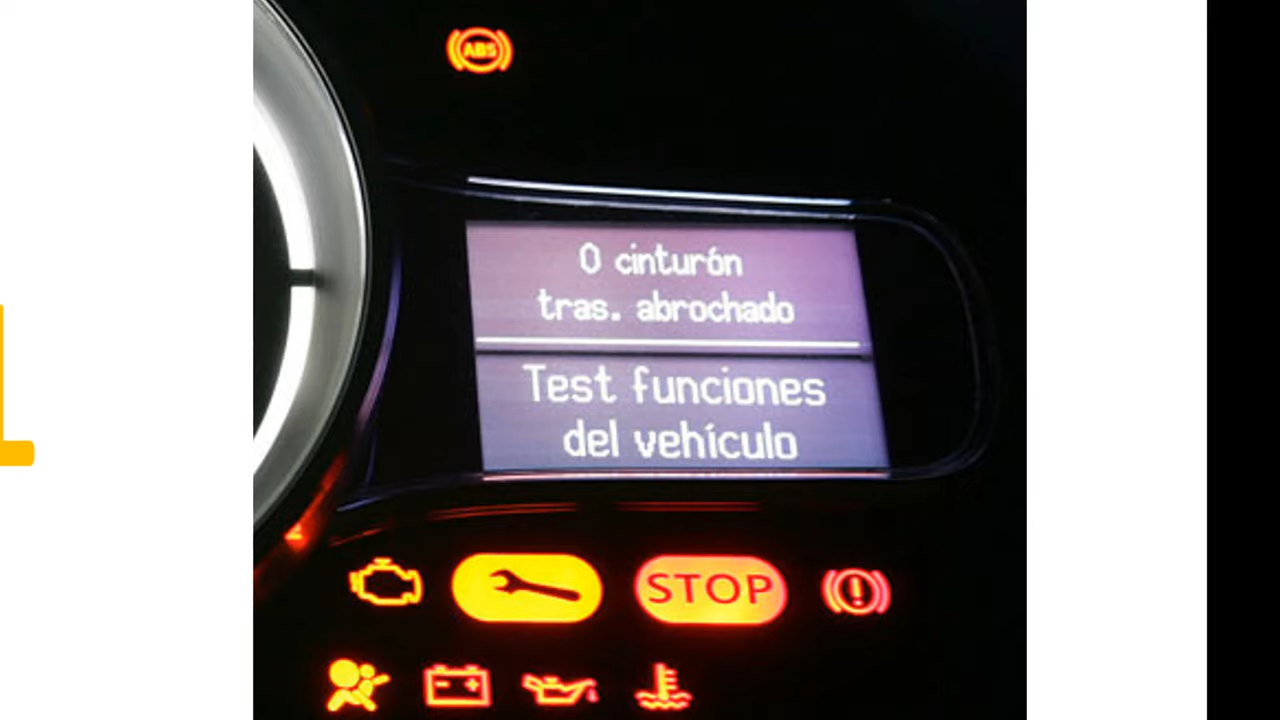 ABS
0 cinturón
tras. abrochado
Test funciones
del vehículo
STOP